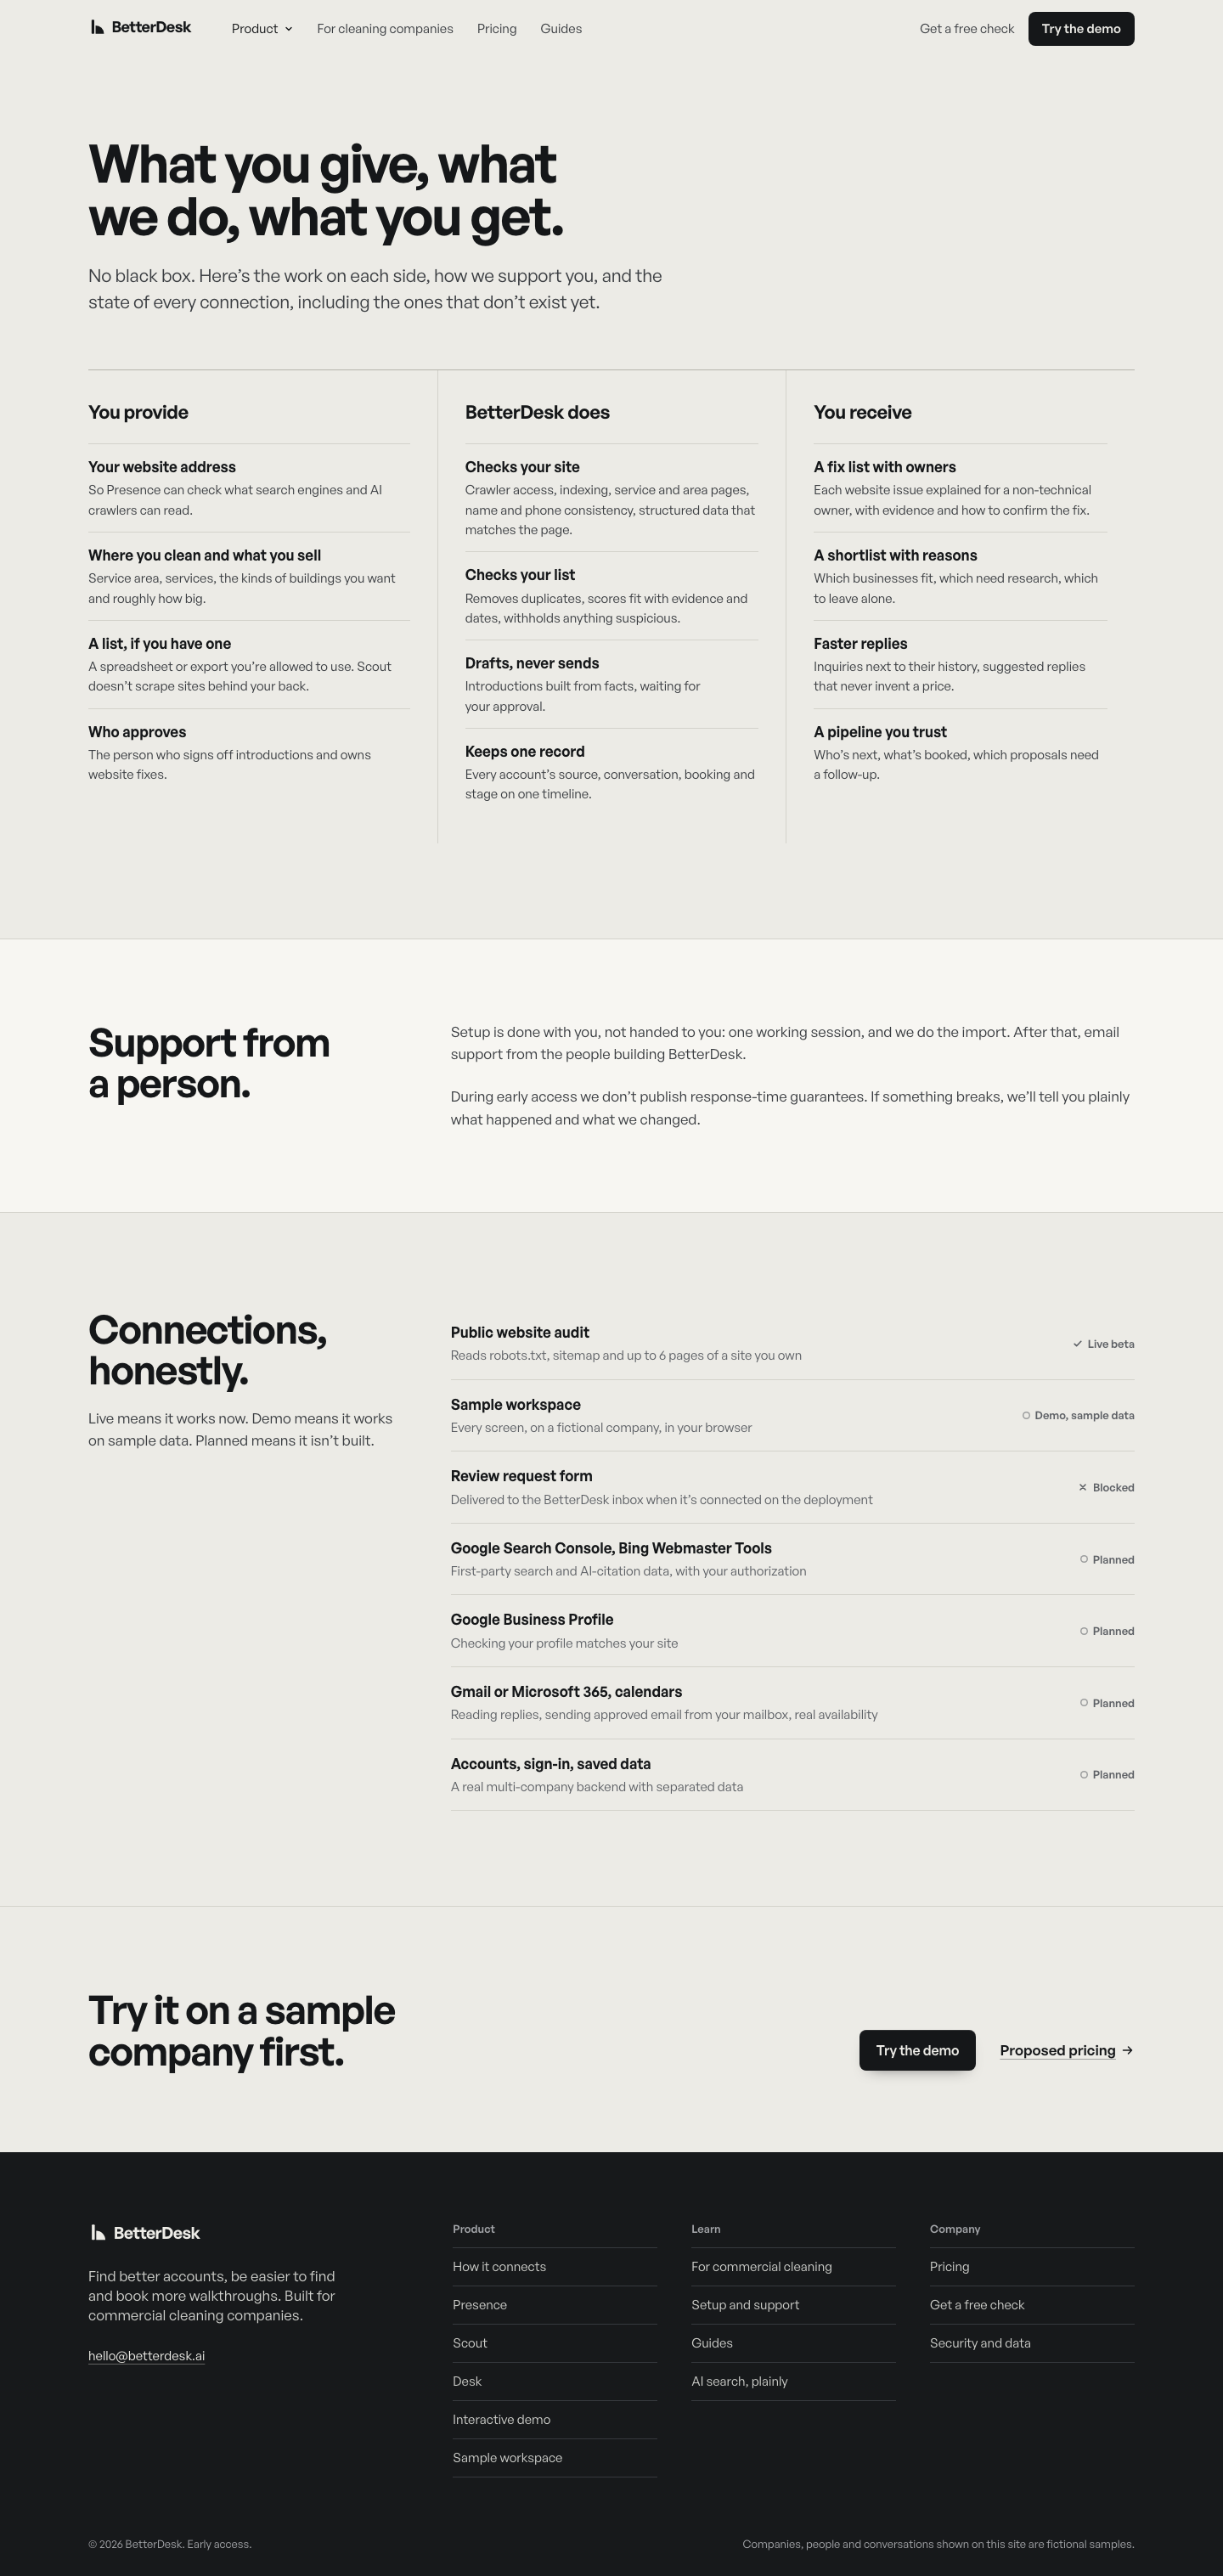 BetterDesk
Product
For cleaning companies
Pricing
Guides
Get a free check
Try the demo
What you give, what
we do, what you get.
No black box. Here’s the work on each side, how we support you, and the
state of every connection, including the ones that don’t exist yet.
You provide
Your website address
So Presence can check what search engines and AI
crawlers can read.
Where you clean and what you sell
Service area, services, the kinds of buildings you want
and roughly how big.
A list, if you have one
A spreadsheet or export you’re allowed to use. Scout
doesn’t scrape sites behind your back.
Who approves
The person who signs off introductions and owns
website fixes.
BetterDesk does
Checks your site
Crawler access, indexing, service and area pages,
name and phone consistency, structured data that
matches the page.
Checks your list
Removes duplicates, scores fit with evidence and
dates, withholds anything suspicious.
Drafts, never sends
Introductions built from facts, waiting for
your approval.
Keeps one record
Every account’s source, conversation, booking and
stage on one timeline.
You receive
A fix list with owners
Each website issue explained for a non-technical
owner, with evidence and how to confirm the fix.
A shortlist with reasons
Which businesses fit, which need research, which
to leave alone.
Faster replies
Inquiries next to their history, suggested replies
that never invent a price.
A pipeline you trust
Who’s next, what’s booked, which proposals need
a follow-up.
Support from
a person.
Setup is done with you, not handed to you: one working session, and we do the import. After that, email
support from the people building BetterDesk.
During early access we don’t publish response-time guarantees. If something breaks, we’ll tell you plainly
what happened and what we changed.
Connections,
honestly.
Live means it works now. Demo means it works
on sample data. Planned means it isn’t built.
Public website audit
Reads robots.txt, sitemap and up to 6 pages of a site you own
Live beta
Sample workspace
Every screen, on a fictional company, in your browser
Demo, sample data
Review request form
Delivered to the BetterDesk inbox when it’s connected on the deployment
Blocked
Google Search Console, Bing Webmaster Tools
First-party search and AI-citation data, with your authorization
Planned
Google Business Profile
Checking your profile matches your site
Planned
Gmail or Microsoft 365, calendars
Reading replies, sending approved email from your mailbox, real availability
Planned
Accounts, sign-in, saved data
A real multi-company backend with separated data
Planned
Try it on a sample
company first.
Try the demo
Proposed pricing
BetterDesk
Find better accounts, be easier to find
and book more walkthroughs. Built for
commercial cleaning companies.
hello@betterdesk.ai
Product
How it connects
Presence
Scout
Desk
Interactive demo
Sample workspace
Learn
For commercial cleaning
Setup and support
Guides
AI search, plainly
Company
Pricing
Get a free check
Security and data
© 2026 BetterDesk. Early access.
Companies, people and conversations shown on this site are fictional samples.